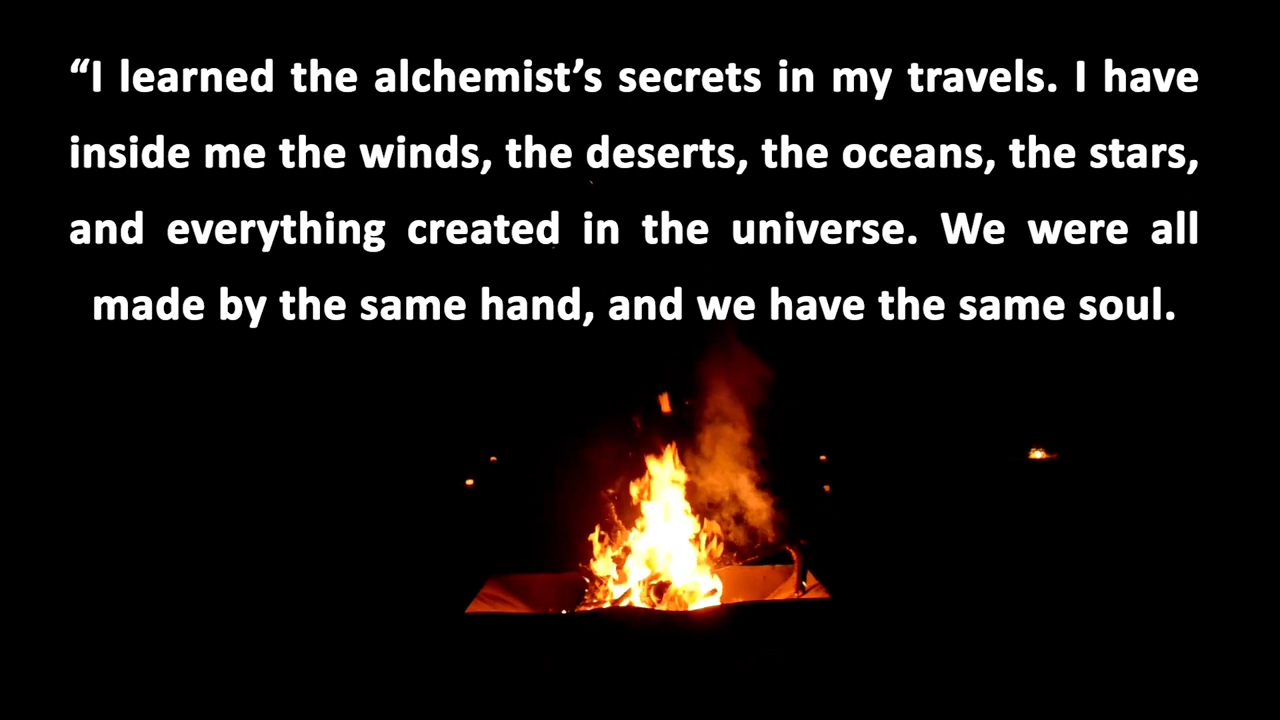 “I learned the alchemist’s secrets in my travels. I have
inside me the winds, the deserts, the oceans, the stars,
and everything created in the universe. We were all
made by the same hand, and we have the same soul.